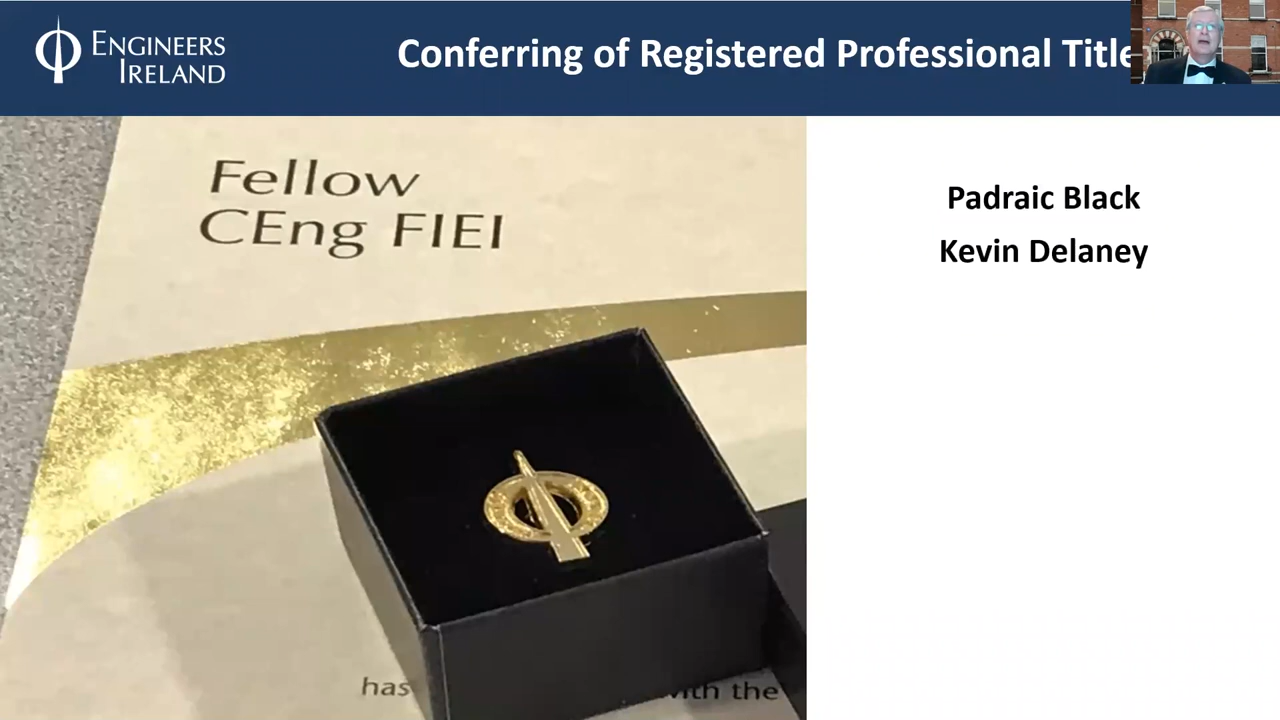 ENGINEERS
IRELAND
Conferring of Registered Professional Title
Fellow
CEng FIEI
Padraic Black
Kevin Delaney
has
with the